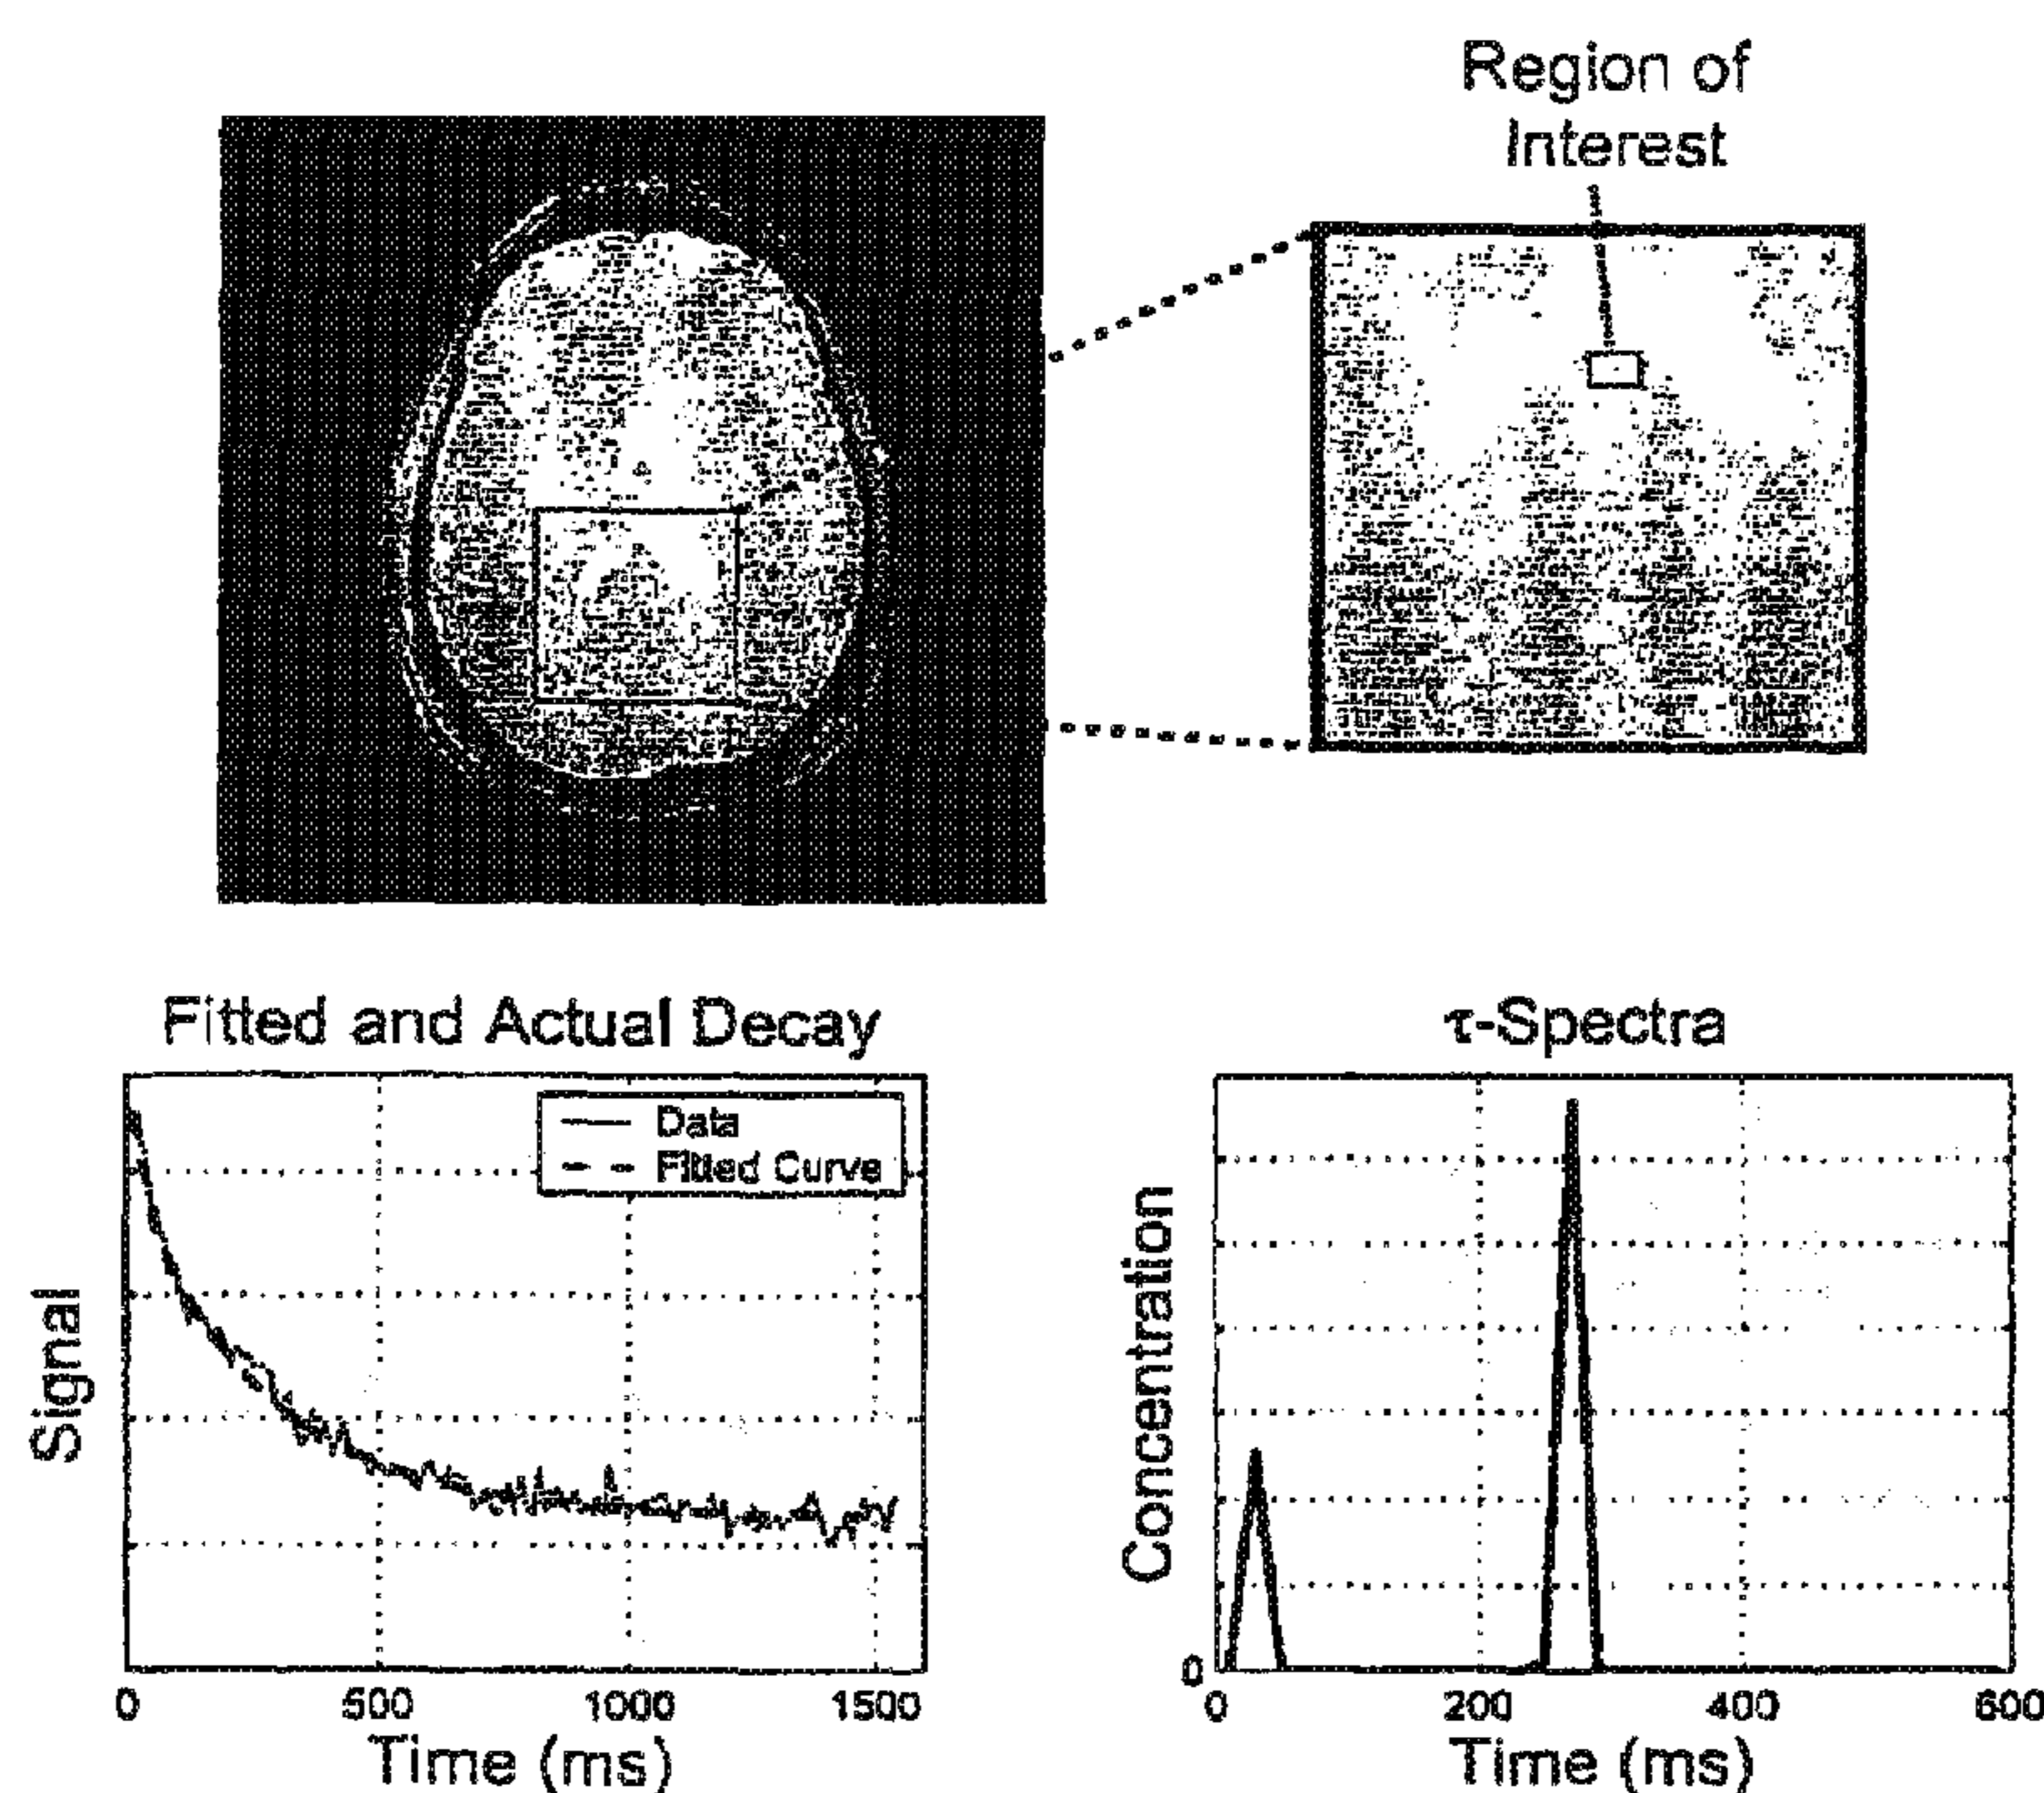 Region of
Interest
Fitted and Actual Decay
Data
Fitted Curve
Signal
0 500 1000 1500
Time (ms)
τ-Spectra
Concentration
0
0 200 400 600
Time (ms)